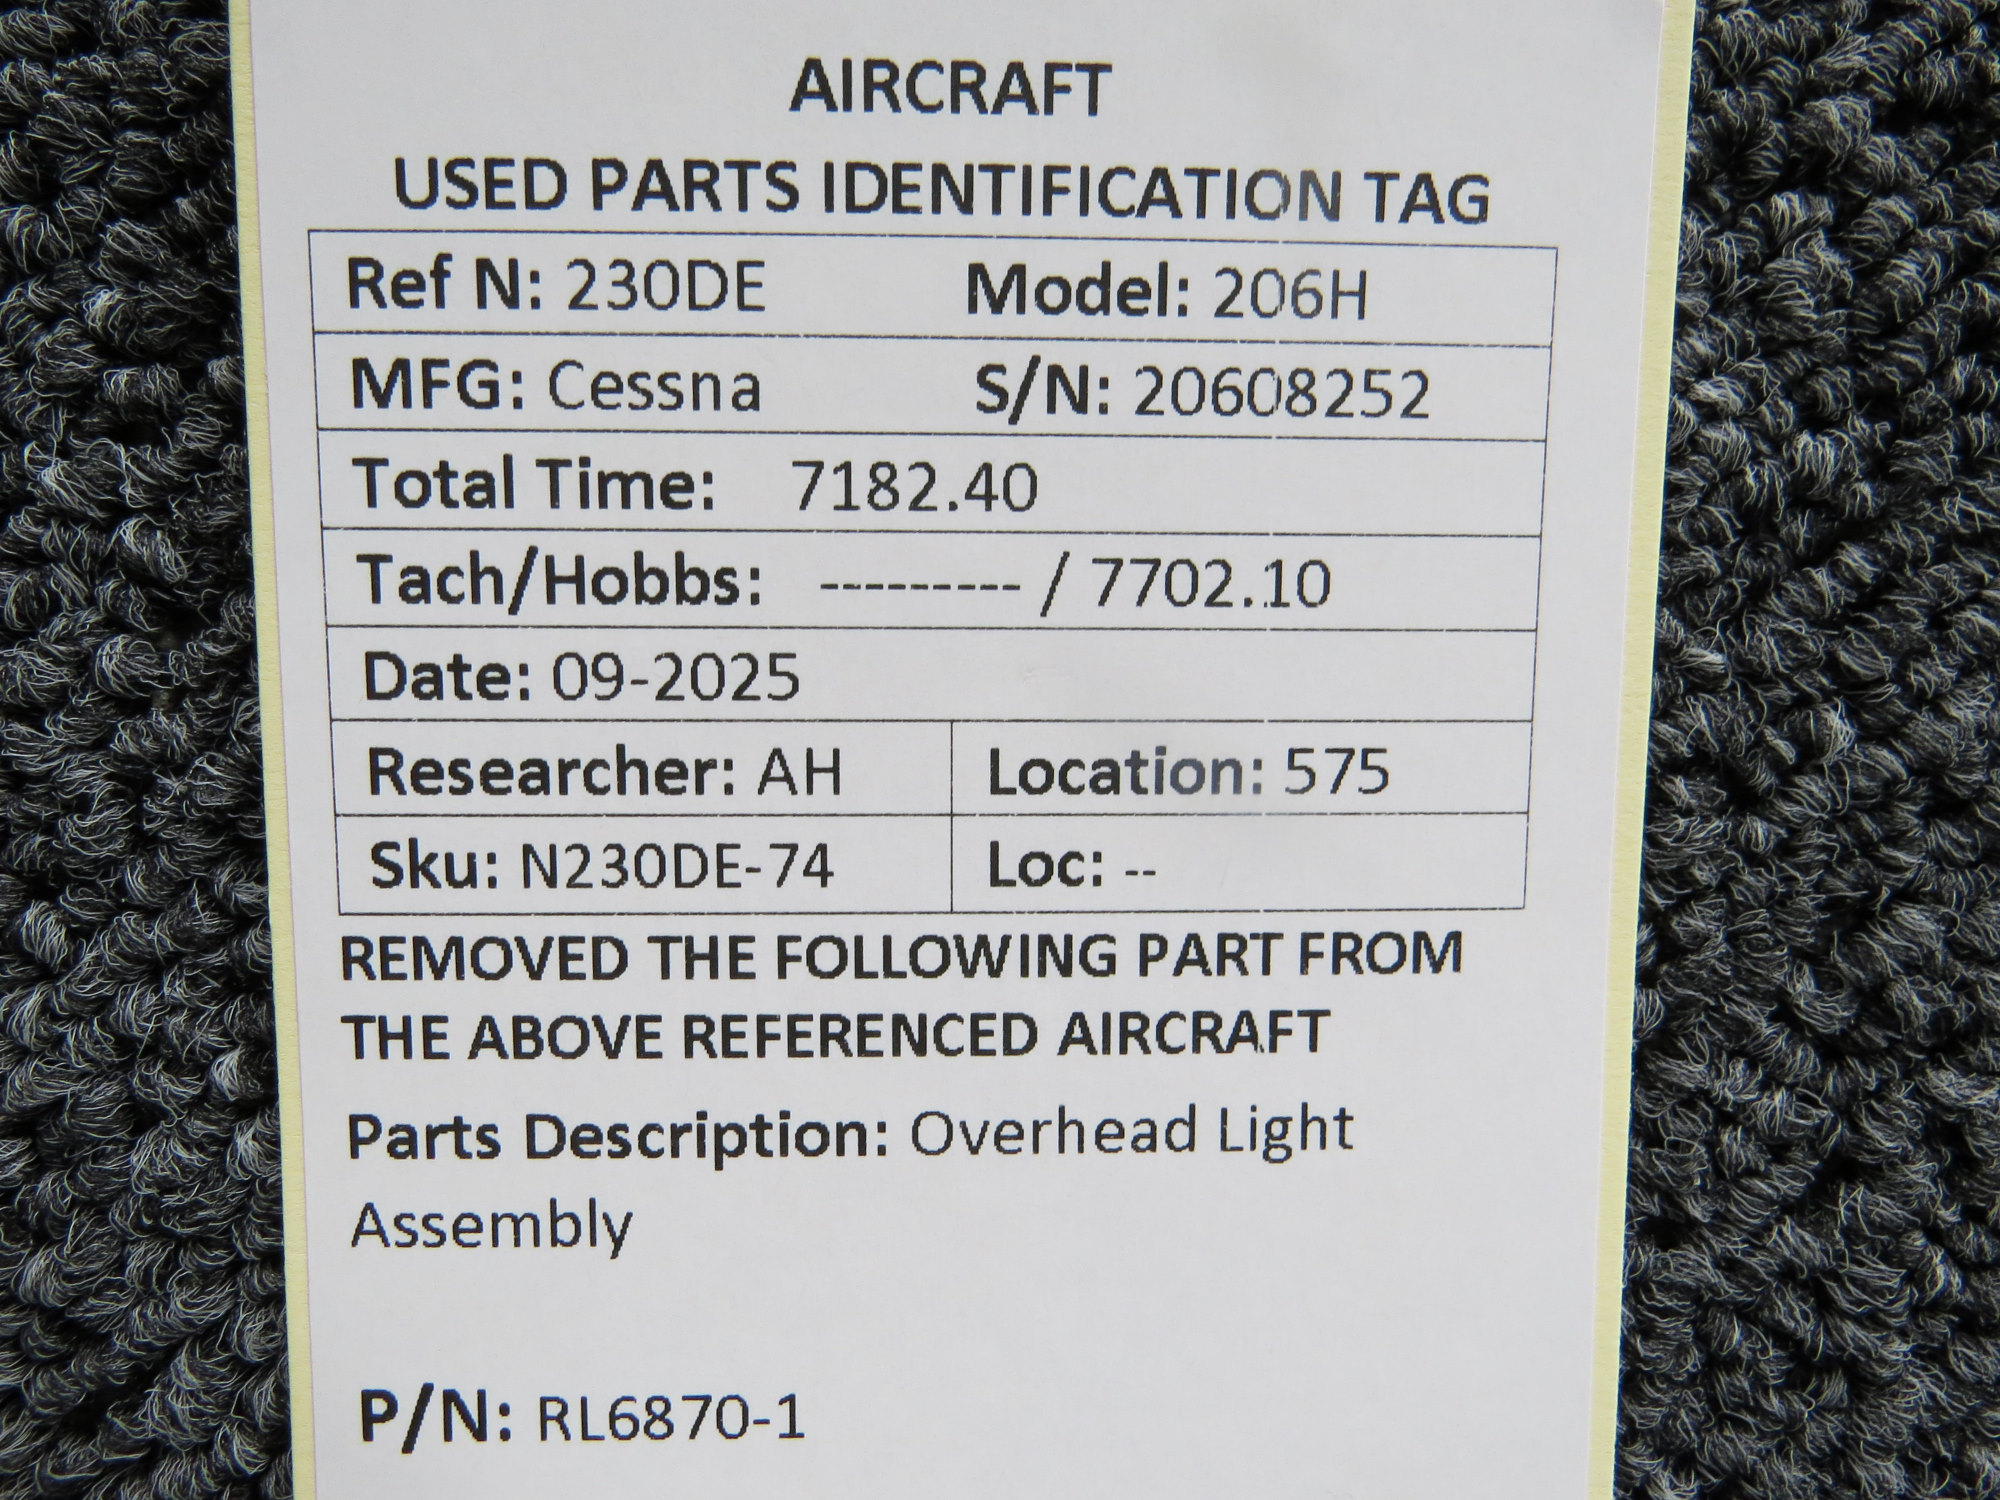 AIRCRAFT
USED PARTS IDENTIFICATION TAG
Ref N: 230DE Model: 206H
MFG: Cessna S/N: 20608252
Total Time: 7182.40
Tach/Hobbs: --------- / 7702.10
Date: 09-2025
Researcher: AH Location: 575
Sku: N230DE-74 Loc: --
REMOVED THE FOLLOWING PART FROM
THE ABOVE REFERENCED AIRCRAFT
Parts Description: Overhead Light
Assembly
P/N: RL6870-1